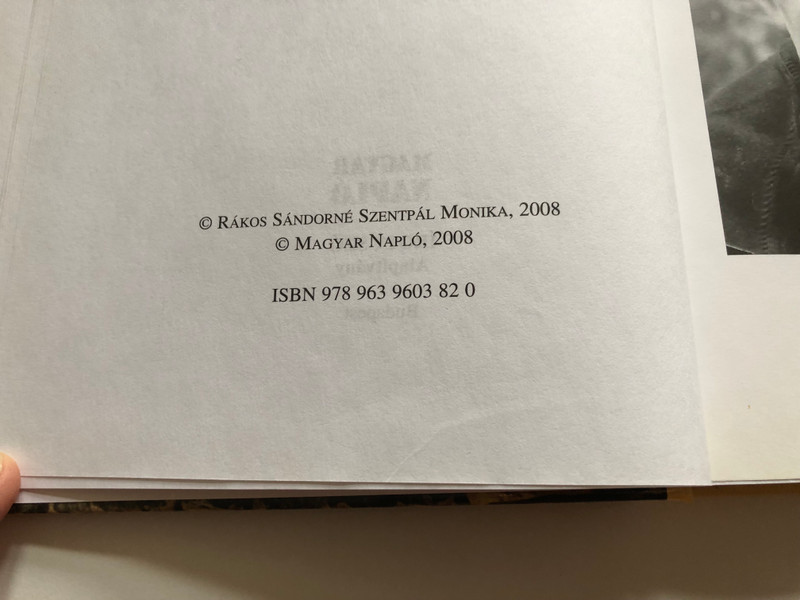 © RÁKOS SÁNDORNÉ SZENTPÁL MONIKA, 2008
© MAGYAR NAPLÓ, 2008
ISBN 978 963 9603 82 0